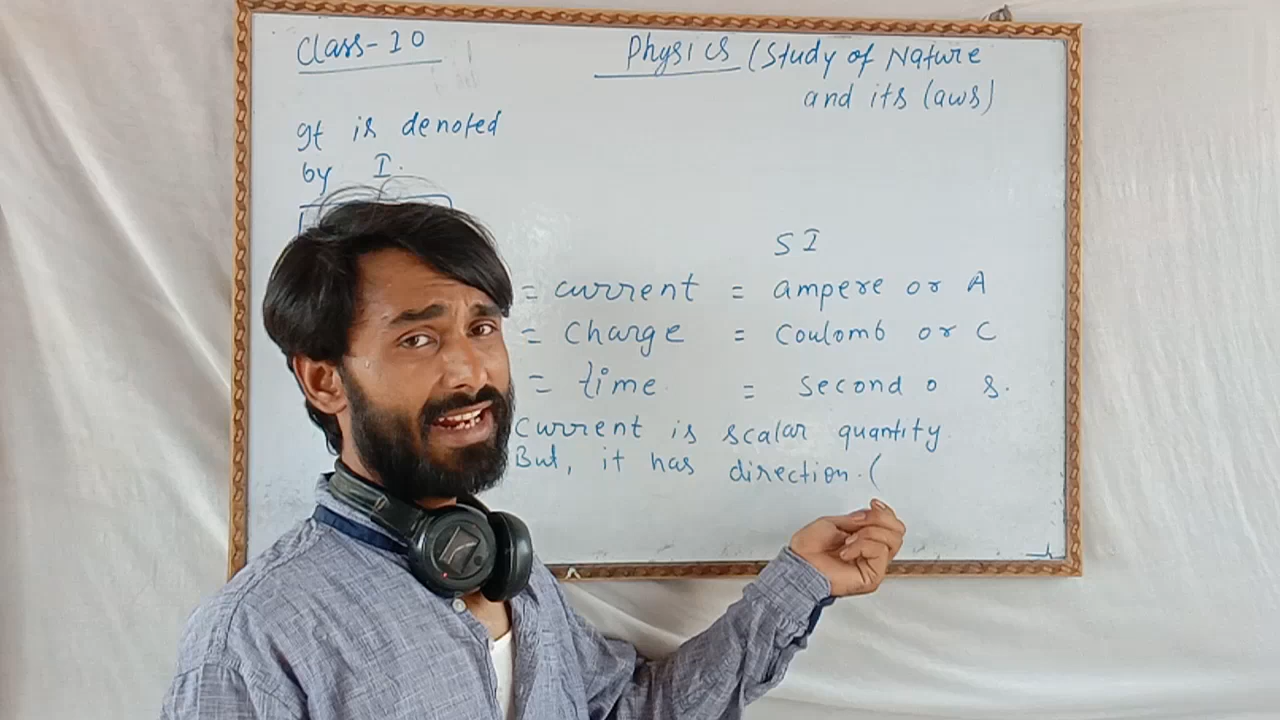 Class-10
Physics (Study of Nature
and its laws)
It is denoted
by I.
SI
= current = ampere or A
= Charge = Coulomb or C
= time = second o s.
Current is scalar quantity
But, it has direction. (